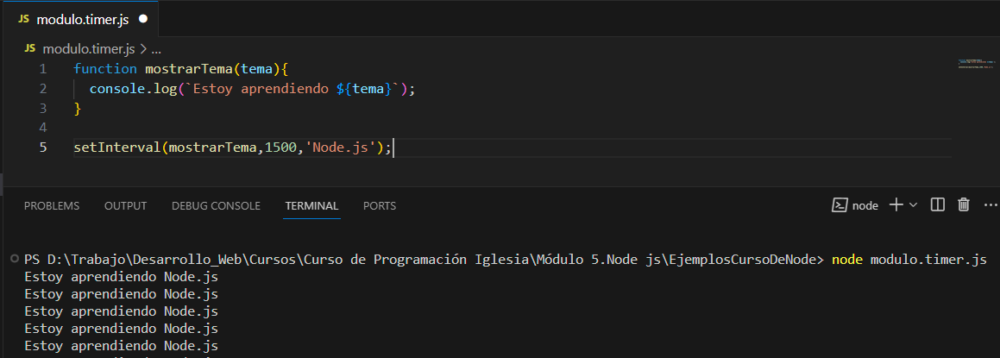 JS modulo.timer.js
JS modulo.timer.js > ...
1 function mostrarTema(tema){
2 console.log(`Estoy aprendiendo ${tema}`);
3 }
4
5 setInterval(mostrarTema,1500,'Node.js');
PROBLEMS OUTPUT DEBUG CONSOLE TERMINAL PORTS node
PS D:\Trabajo\Desarrollo_Web\Cursos\Curso de Programación Iglesia\Módulo 5.Node js\EjemplosCursoDeNode> node modulo.timer.js
Estoy aprendiendo Node.js
Estoy aprendiendo Node.js
Estoy aprendiendo Node.js
Estoy aprendiendo Node.js
Estoy aprendiendo Node.js